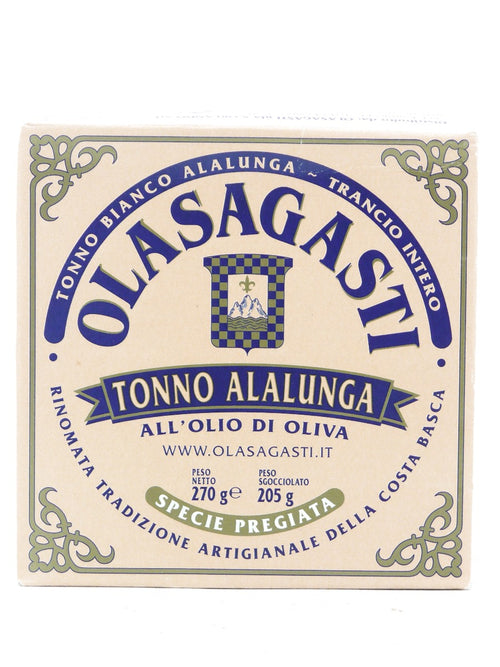 TONNO BIANCO ALALUNGA ~ TRANCIO INTERO
OLASAGASTI
TONNO ALALUNGA
ALL'OLIO DI OLIVA
WWW.OLASAGASTI.IT
PESO NETTO 270 g℮
PESO SGOCCIOLATO 205 g
SPECIE PREGIATA
• RINOMATA TRADIZIONE ARTIGIANALE DELLA COSTA BASCA •